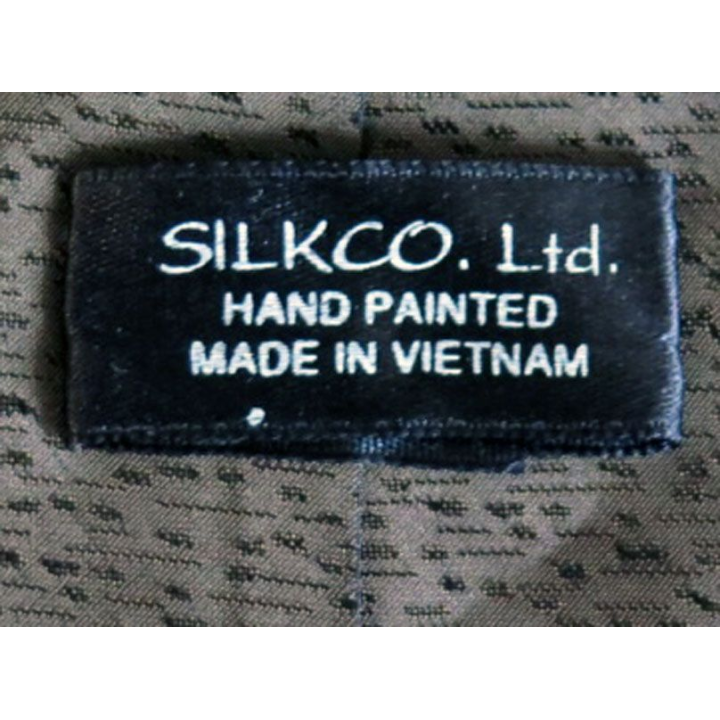 SILKCO. Ltd.
HAND PAINTED
MADE IN VIETNAM